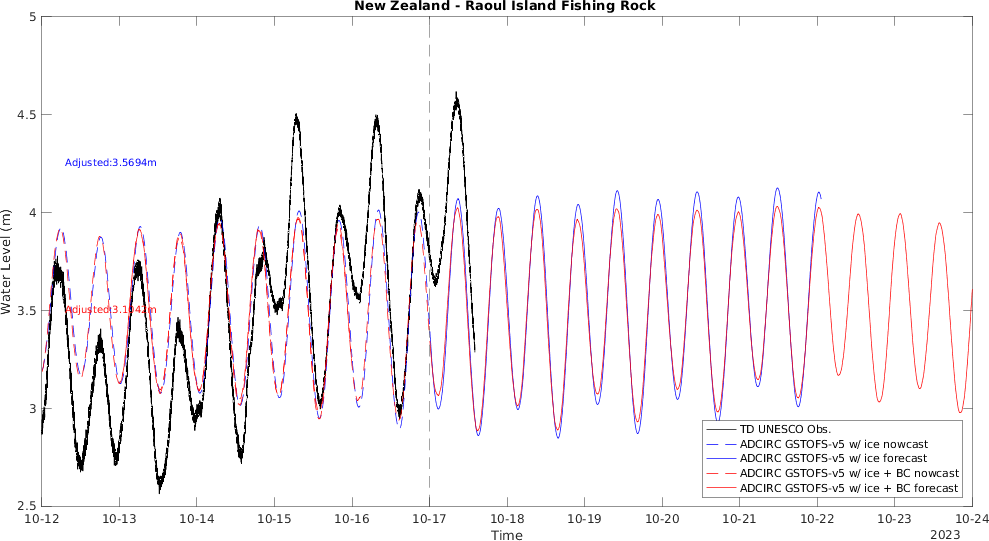 New Zealand - Raoul Island Fishing Rock
5
4.5
4
3.5
3
2.5
Water Level (m)
Adjusted:3.5694m
Adjusted:3.1942m
TD UNESCO Obs.
ADCIRC GSTOFS-v5 w/ ice nowcast
ADCIRC GSTOFS-v5 w/ ice forecast
ADCIRC GSTOFS-v5 w/ ice + BC nowcast
ADCIRC GSTOFS-v5 w/ ice + BC forecast
10-12 10-13 10-14 10-15 10-16 10-17 10-18 10-19 10-20 10-21 10-22 10-23 10-24
Time
2023